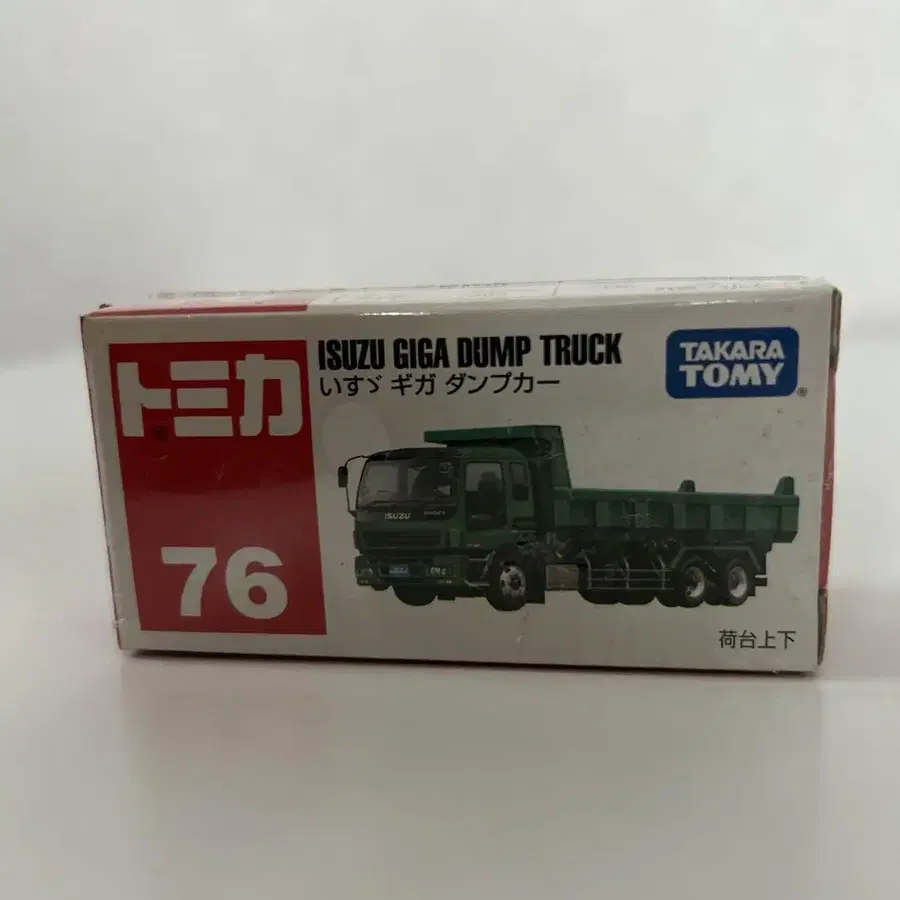 トミカ
76
ISUZU GIGA DUMP TRUCK
いすゞ ギガ ダンプカー
TAKARA
TOMY
®
ISUZU
荷台上下